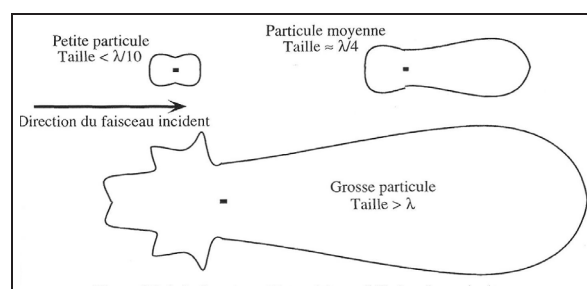 Petite particule
Taille < λ/10
Particule moyenne
Taille ≈ λ/4
Direction du faisceau incident
Grosse particule
Taille > λ